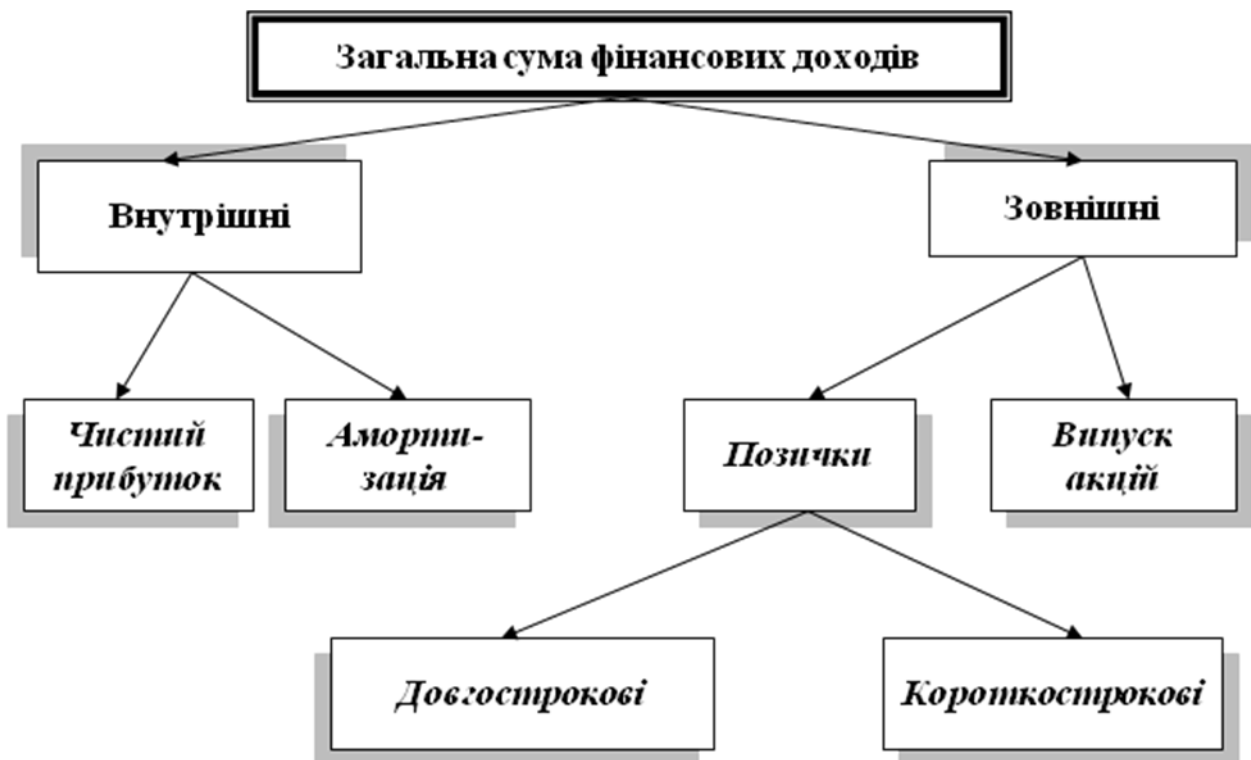 Загальна сума фінансових доходів
Внутрішні
Зовнішні
Чистий
прибуток
Аморти-
зація
Позички
Випуск
акцій
Довгострокові
Короткострокові